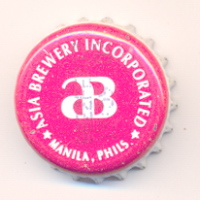 ★ ASIA BREWERY INCORPORATED ★
aB
MANILA, PHILS.